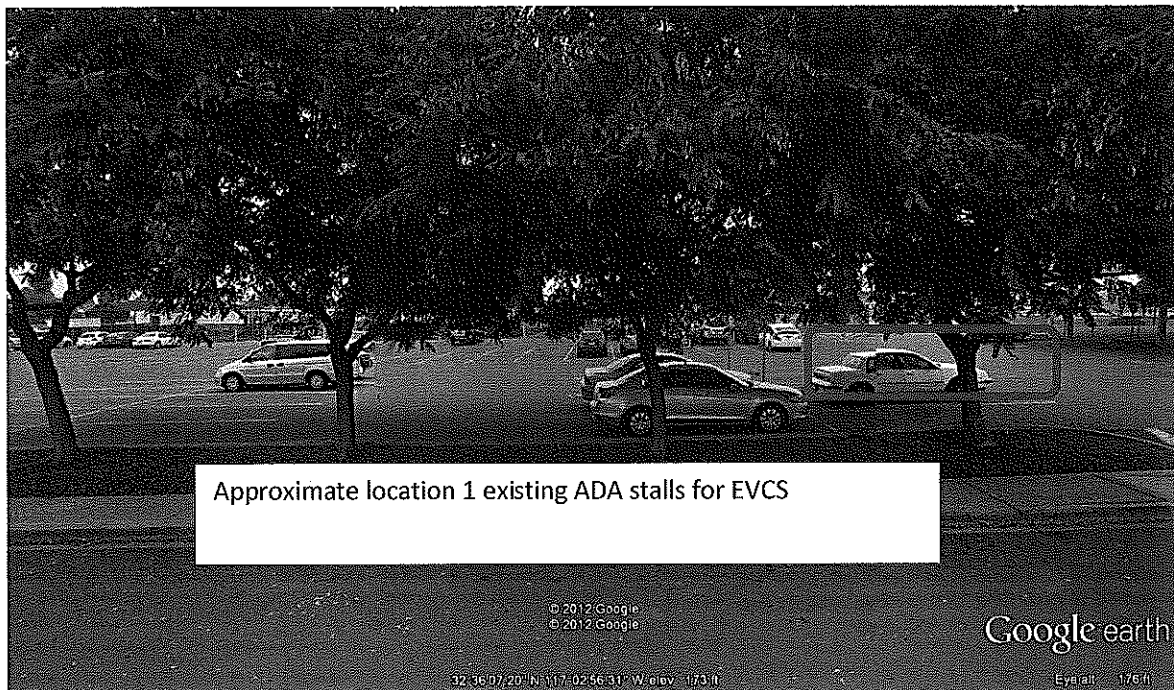 Approximate location 1 existing ADA stalls for EVCS
© 2012 Google
© 2012 Google
Google earth
32°36'07.20" N 117°02'56.31" W elev 173 ft
Eye alt 176 ft